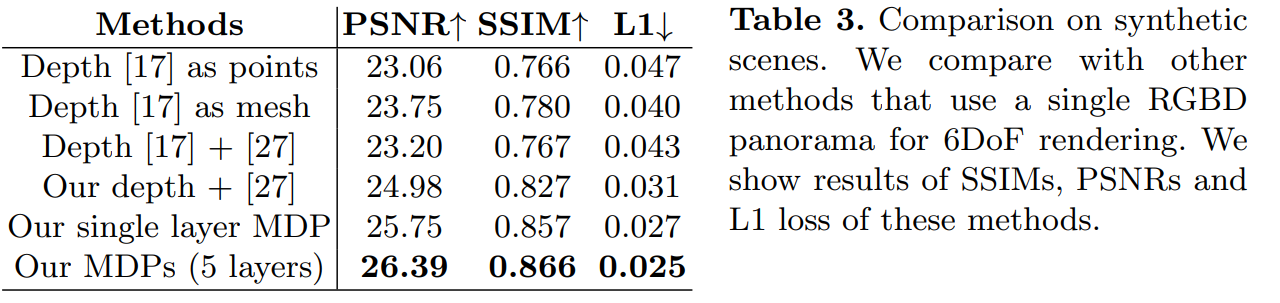 Methods PSNR↑ SSIM↑ L1↓
Depth [17] as points 23.06 0.766 0.047
Depth [17] as mesh 23.75 0.780 0.040
Depth [17] + [27] 23.20 0.767 0.043
Our depth + [27] 24.98 0.827 0.031
Our single layer MDP 25.75 0.857 0.027
Our MDPs (5 layers) 26.39 0.866 0.025
Table 3. Comparison on synthetic
scenes. We compare with other
methods that use a single RGBD
panorama for 6DoF rendering. We
show results of SSIMs, PSNRs and
L1 loss of these methods.